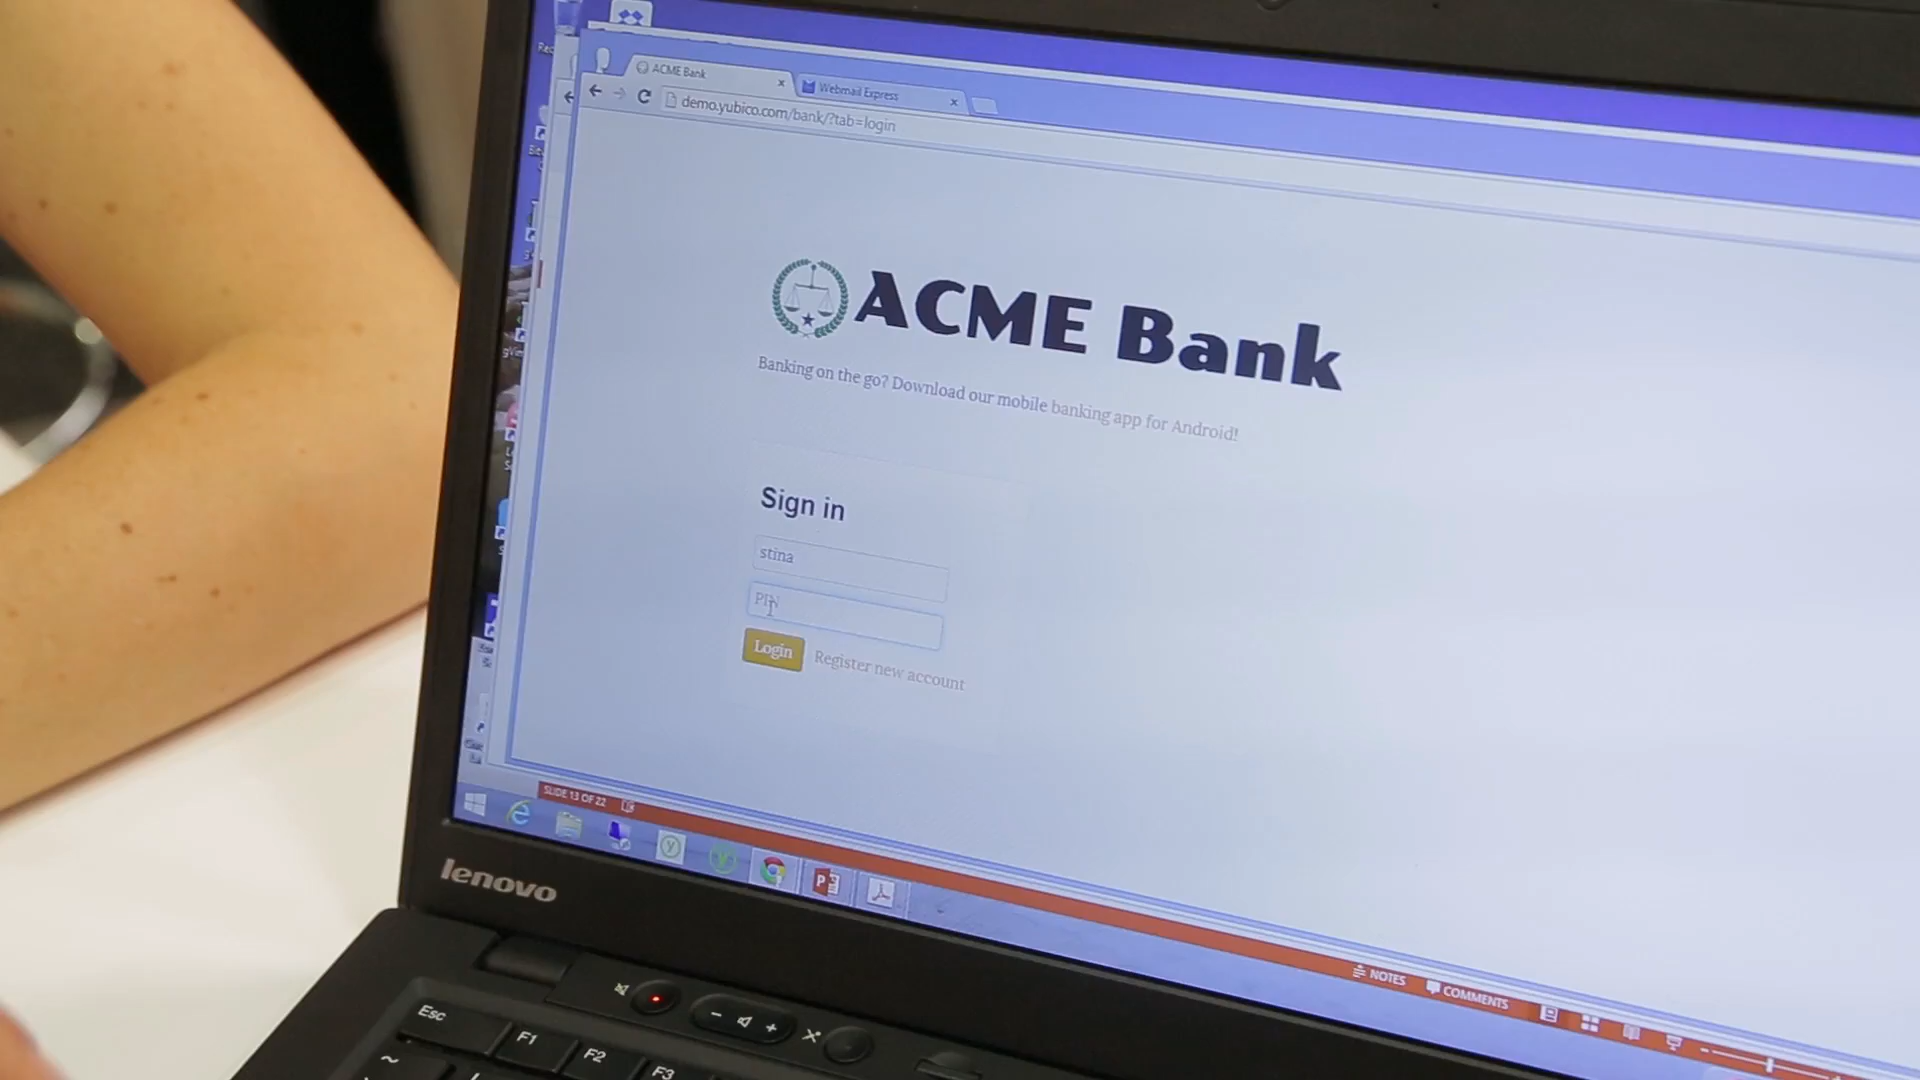 ACME Bank
Webmail Express
demo.yubico.com/bank/?tab=login
ACME Bank
Banking on the go? Download our mobile banking app for Android!
Sign in
stina
PIN
Login
Register new account
SLIDE 13 OF 22
NOTES
COMMENTS
lenovo
Esc
F1
F2
F3
~